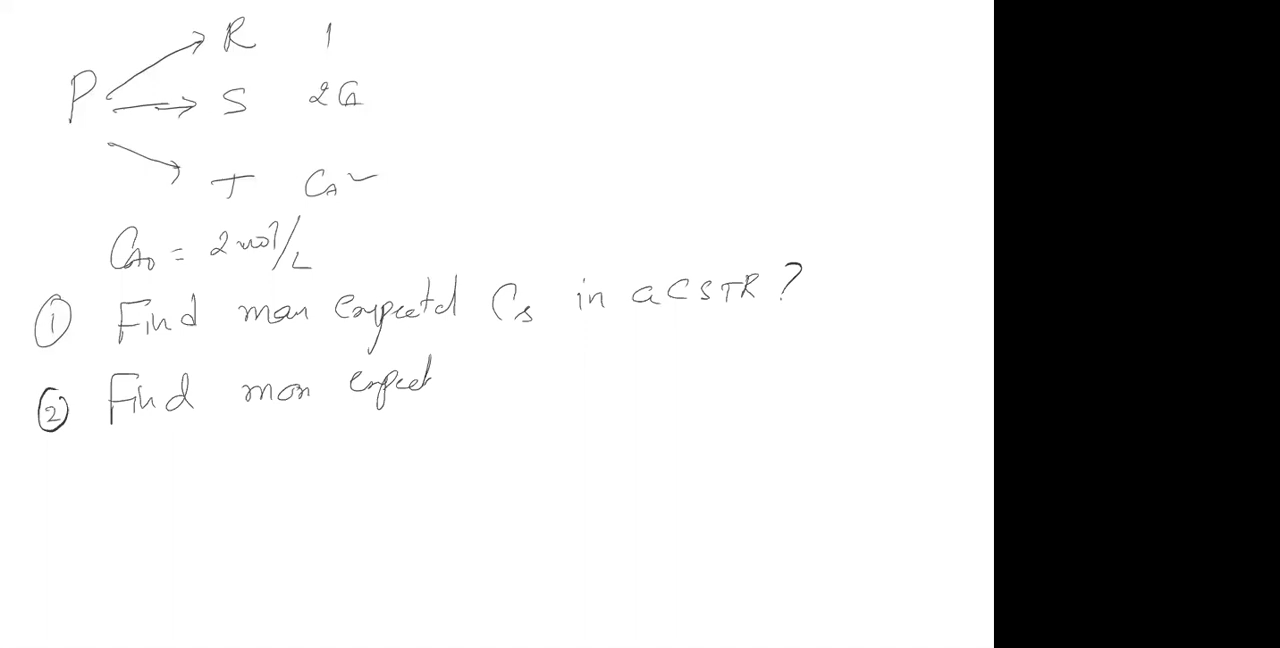 R 1
P S 2CA
T CA²
CA0 = 2 mol/L
① Find max expected Cs in a CSTR?
② Find max expect